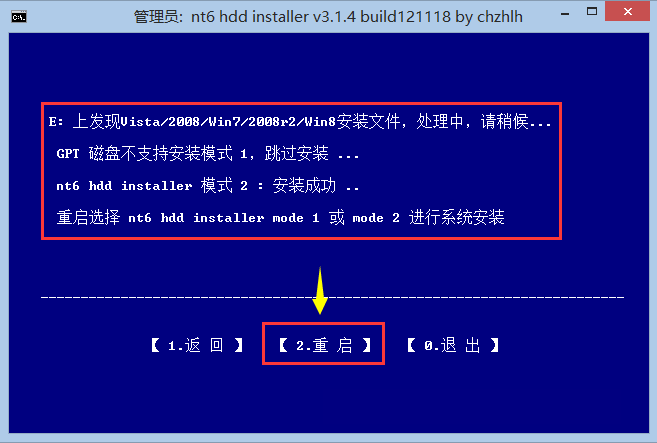 管理员: nt6 hdd installer v3.1.4 build121118 by chzhlh
E: 上发现Vista/2008/Win7/2008r2/Win8安装文件，处理中，请稍候...
GPT 磁盘不支持安装模式 1，跳过安装 ...
nt6 hdd installer 模式 2 : 安装成功 ..
重启选择 nt6 hdd installer mode 1 或 mode 2 进行系统安装
【 1.返 回 】 【 2.重 启 】 【 0.退 出 】